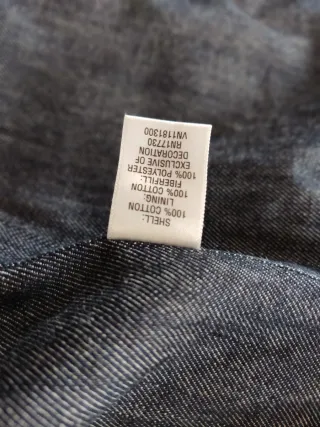 SHELL:
100% COTTON
LINING:
100% COTTON
FIBERFILL:
100% POLYESTER
EXCLUSIVE OF
DECORATION
RN17730
VN1181300